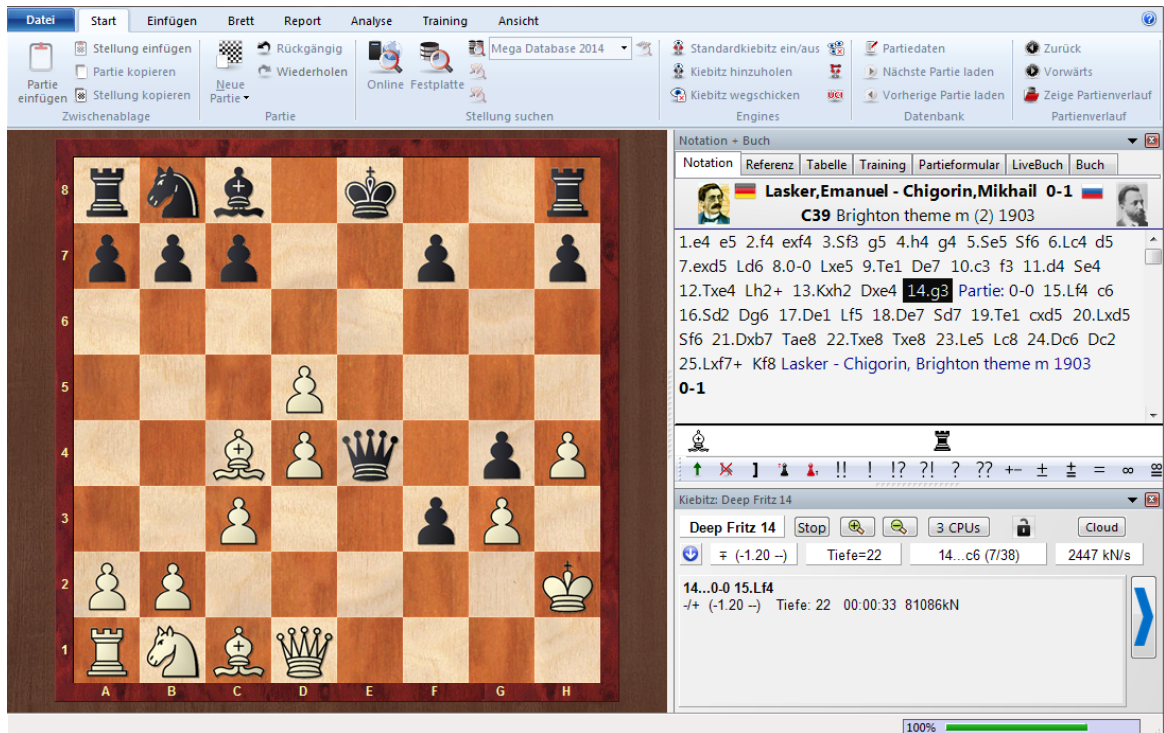 Datei Start Einfügen Brett Report Analyse Training Ansicht
Stellung einfügen Rückgängig Mega Database 2014 Standardkiebitz ein/aus Partiedaten Zurück
Partie kopieren Wiederholen Kiebitz hinzuholen Nächste Partie laden Vorwärts
Partie einfügen Stellung kopieren Neue Partie Online Festplatte Kiebitz wegschicken UCI Vorherige Partie laden Zeige Partienverlauf
Zwischenablage Partie Stellung suchen Engines Datenbank Partienverlauf
Notation + Buch
Notation Referenz Tabelle Training Partieformular LiveBuch Buch
Lasker,Emanuel - Chigorin,Mikhail 0-1
C39 Brighton theme m (2) 1903
1.e4 e5 2.f4 exf4 3.Sf3 g5 4.h4 g4 5.Se5 Sf6 6.Lc4 d5
7.exd5 Ld6 8.0-0 Lxe5 9.Te1 De7 10.c3 f3 11.d4 Se4
12.Txe4 Lh2+ 13.Kxh2 Dxe4 14.g3 Partie: 0-0 15.Lf4 c6
16.Sd2 Dg6 17.De1 Lf5 18.De7 Sd7 19.Te1 cxd5 20.Lxd5
Sf6 21.Dxb7 Tae8 22.Txe8 Txe8 23.Le5 Lc8 24.Dc6 Dc2
25.Lxf7+ Kf8 Lasker - Chigorin, Brighton theme m 1903
0-1
] !! ! !? ?! ? ?? +− ± ⩲ = ∞
Kiebitz: Deep Fritz 14
Deep Fritz 14 Stop 3 CPUs Cloud
∓ (-1.20 --) Tiefe=22 14...c6 (7/38) 2447 kN/s
14...0-0 15.Lf4
-/+ (-1.20 --) Tiefe: 22 00:00:33 81086kN
8
7
6
5
4
3
2
1
A B C D E F G H
100%